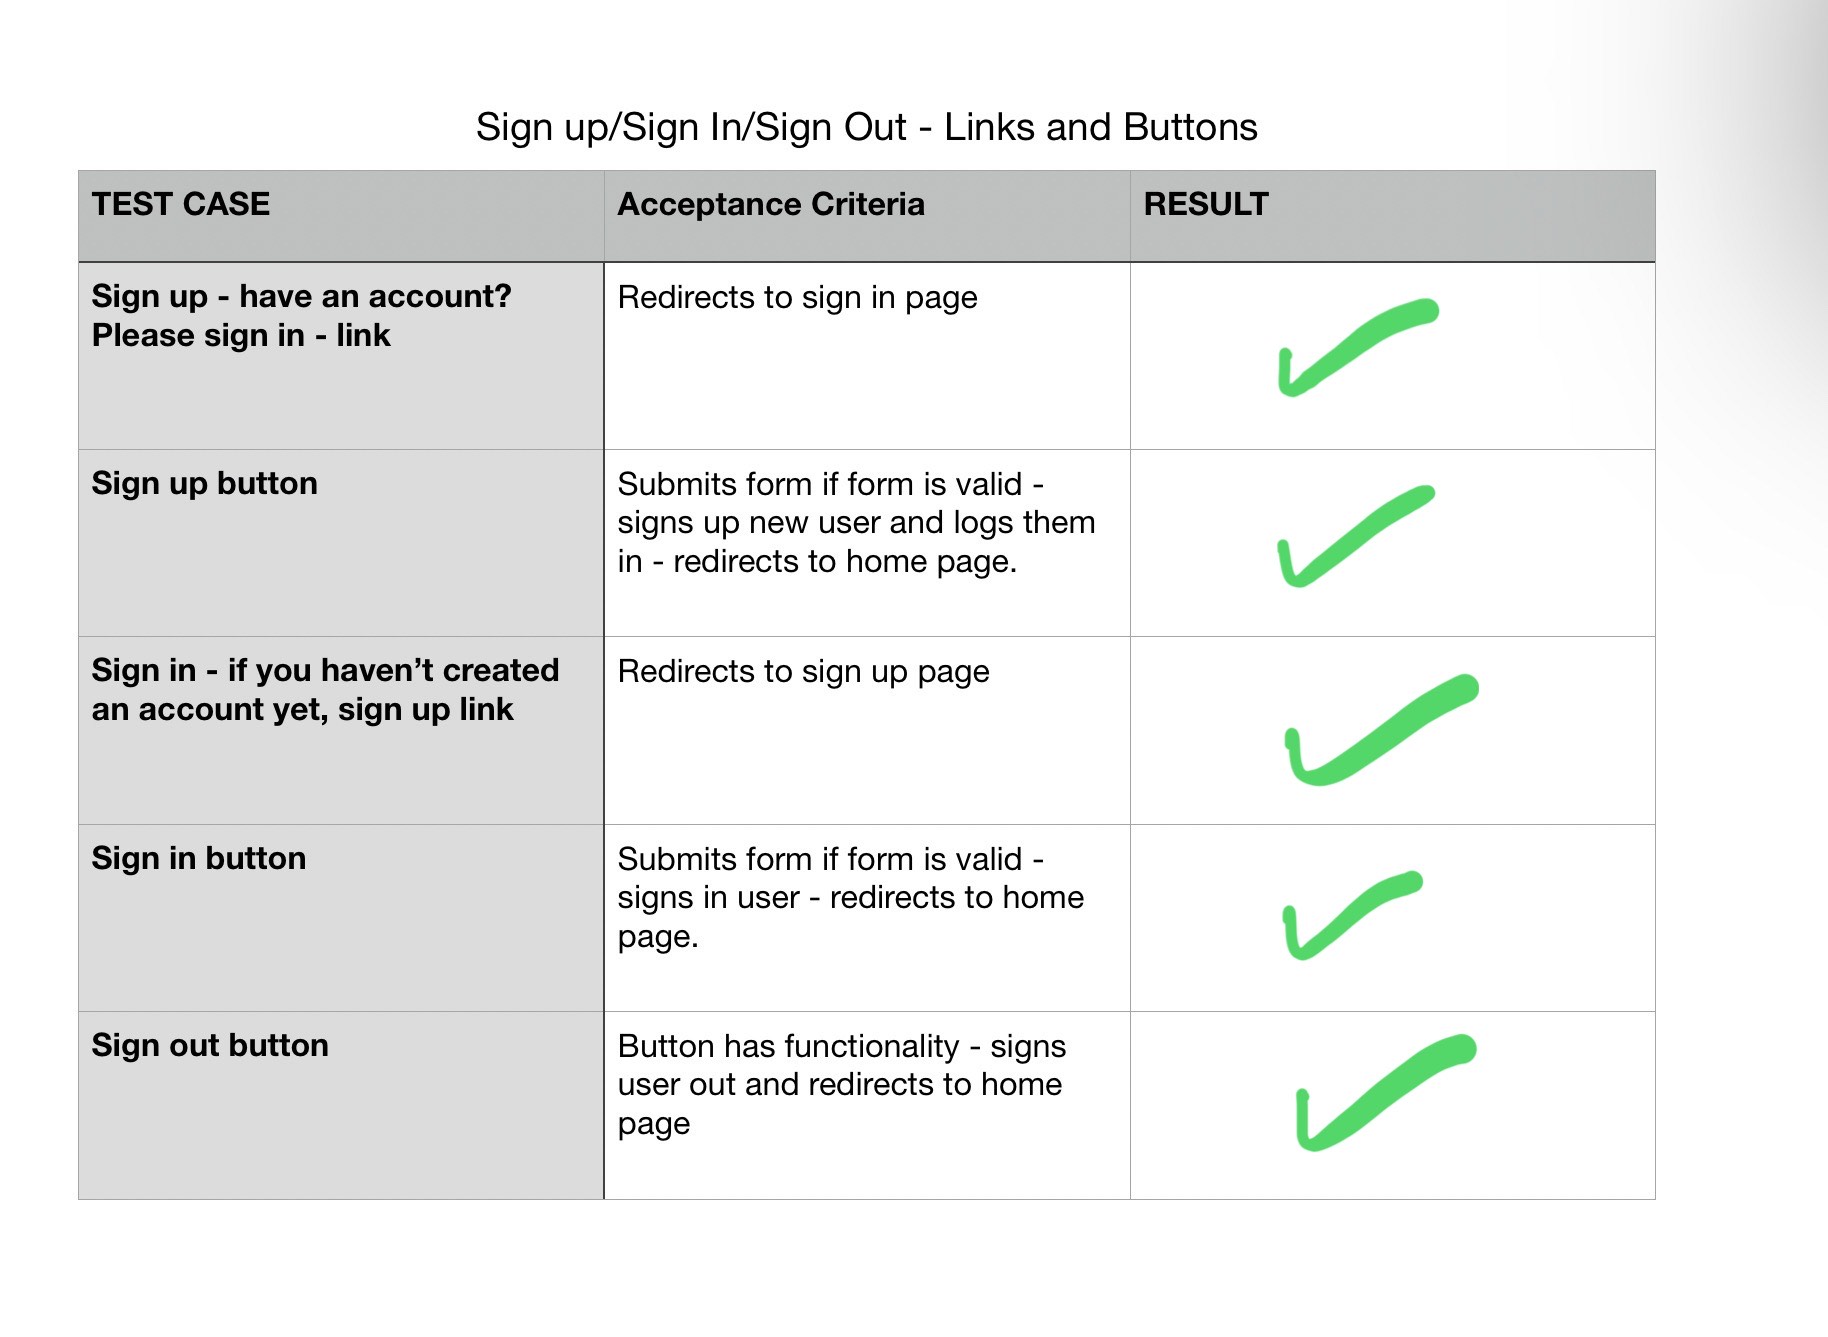 Sign up/Sign In/Sign Out - Links and Buttons
TEST CASE
Acceptance Criteria
RESULT
Sign up - have an account?
Please sign in - link
Redirects to sign in page
Sign up button
Submits form if form is valid -
signs up new user and logs them
in - redirects to home page.
Sign in - if you haven’t created
an account yet, sign up link
Redirects to sign up page
Sign in button
Submits form if form is valid -
signs in user - redirects to home
page.
Sign out button
Button has functionality - signs
user out and redirects to home
page